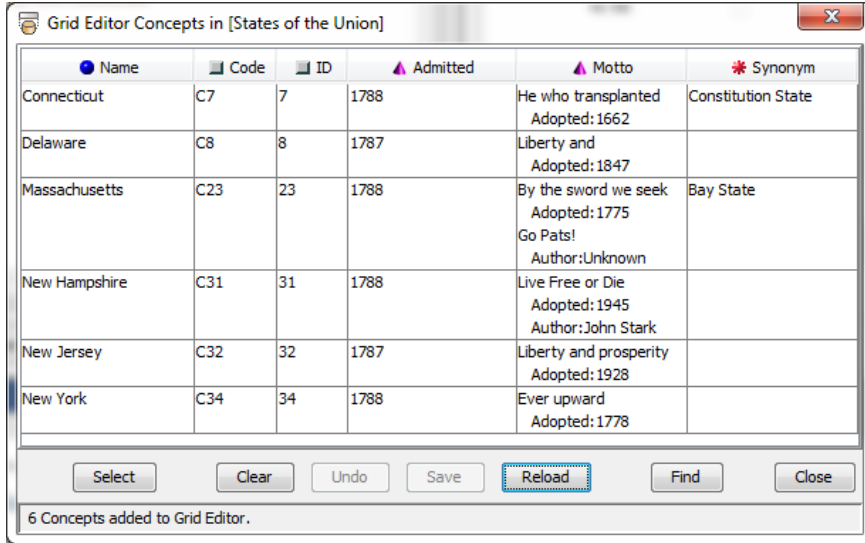 Grid Editor Concepts in [States of the Union]
Name Code ID Admitted Motto Synonym
Connecticut C7 7 1788 He who transplanted Constitution State
Adopted:1662
Delaware C8 8 1787 Liberty and
Adopted:1847
Massachusetts C23 23 1788 By the sword we seek Bay State
Adopted:1775
Go Pats!
Author:Unknown
New Hampshire C31 31 1788 Live Free or Die
Adopted:1945
Author:John Stark
New Jersey C32 32 1787 Liberty and prosperity
Adopted:1928
New York C34 34 1788 Ever upward
Adopted:1778
Select Clear Undo Save Reload Find Close
6 Concepts added to Grid Editor.